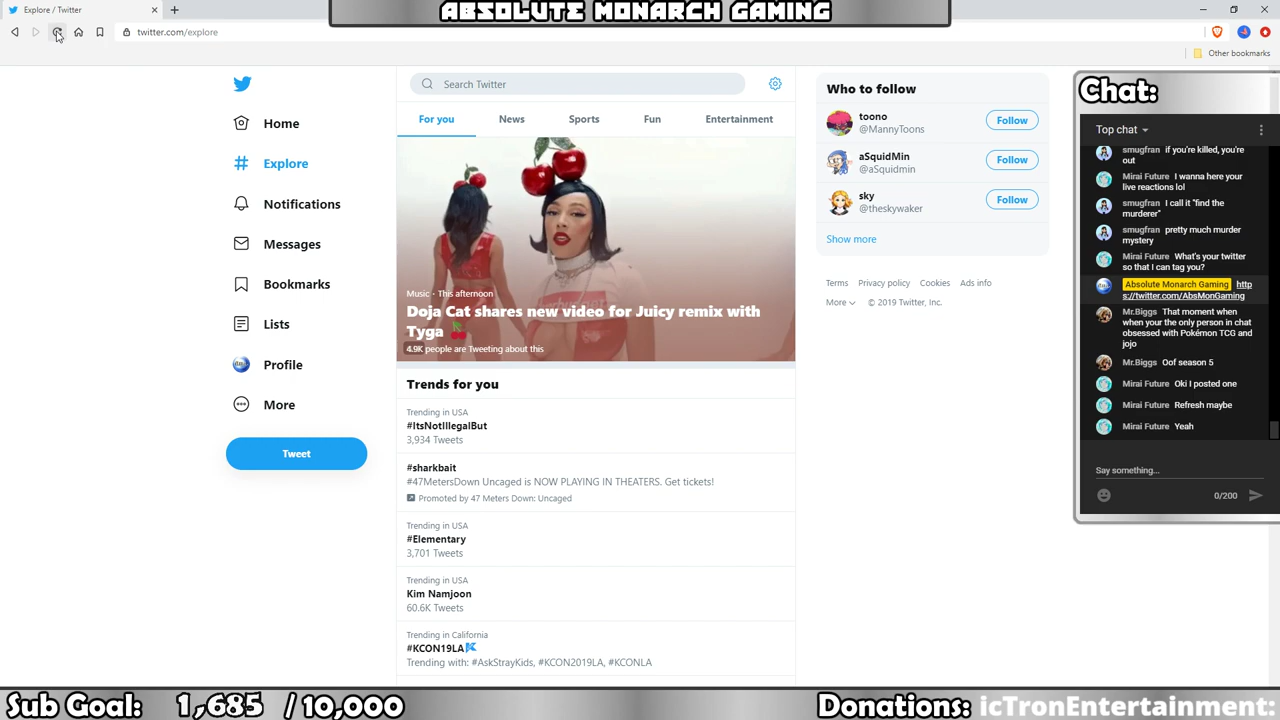 ABSOLUTE MONARCH GAMING
Explore / Twitter
twitter.com/explore
Other bookmarks
Home
Explore
Notifications
Messages
Bookmarks
Lists
Profile
More
Tweet
Search Twitter
For you
News
Sports
Fun
Entertainment
Music · This afternoon
Doja Cat shares new video for Juicy remix with
Tyga 🍒
4.9K people are Tweeting about this
Trends for you
Trending in USA
#ItsNotIllegalBut
3,934 Tweets
#sharkbait
#47MetersDown Uncaged is NOW PLAYING IN THEATERS. Get tickets!
Promoted by 47 Meters Down: Uncaged
Trending in USA
#Elementary
3,701 Tweets
Trending in USA
Kim Namjoon
60.6K Tweets
Trending in California
#KCON19LA
Trending with: #AskStrayKids, #KCON2019LA, #KCONLA
Who to follow
toono
@MannyToons
Follow
aSquidMin
@aSquidmin
Follow
sky
@theskywaker
Follow
Show more
Terms Privacy policy Cookies Ads info
More © 2019 Twitter, Inc.
Chat:
Top chat
smugfran if you're killed, you're
out
Mirai Future I wanna here your
live reactions lol
smugfran I call it "find the
murderer"
smugfran pretty much murder
mystery
Mirai Future What's your twitter
so that I can tag you?
Absolute Monarch Gaming http
s://twitter.com/AbsMonGaming
Mr.Biggs That moment when
when your the only person in chat
obsessed with Pokémon TCG and
jojo
Mr.Biggs Oof season 5
Mirai Future Oki I posted one
Mirai Future Refresh maybe
Mirai Future Yeah
Say something...
0/200
Sub Goal: 1,685 / 10,000
Donations: icTronEntertainment: